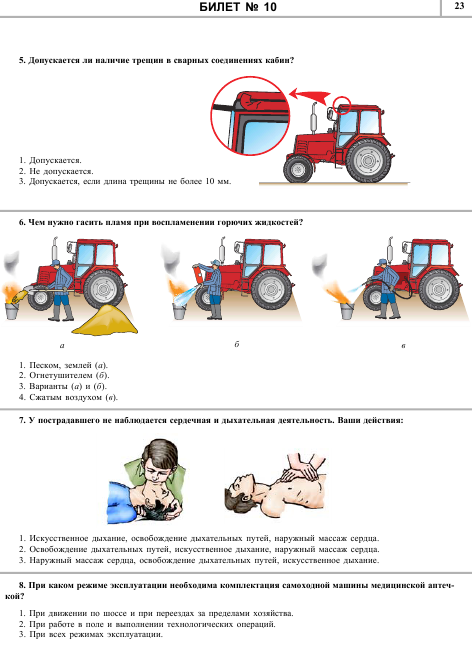 БИЛЕТ № 10
23
5. Допускается ли наличие трещин в сварных соединениях кабин?
1. Допускается.
2. Не допускается.
3. Допускается, если длина трещины не более 10 мм.
6. Чем нужно гасить пламя при воспламенении горючих жидкостей?
а
б
в
1. Песком, землей (а).
2. Огнетушителем (б).
3. Варианты (а) и (б).
4. Сжатым воздухом (в).
7. У пострадавшего не наблюдается сердечная и дыхательная деятельность. Ваши действия:
1. Искусственное дыхание, освобождение дыхательных путей, наружный массаж сердца.
2. Освобождение дыхательных путей, искусственное дыхание, наружный массаж сердца.
3. Наружный массаж сердца, освобождение дыхательных путей, искусственное дыхание.
8. При каком режиме эксплуатации необходима комплектация самоходной машины медицинской аптеч-
кой?
1. При движении по шоссе и при переездах за пределами хозяйства.
2. При работе в поле и выполнении технологических операций.
3. При всех режимах эксплуатации.